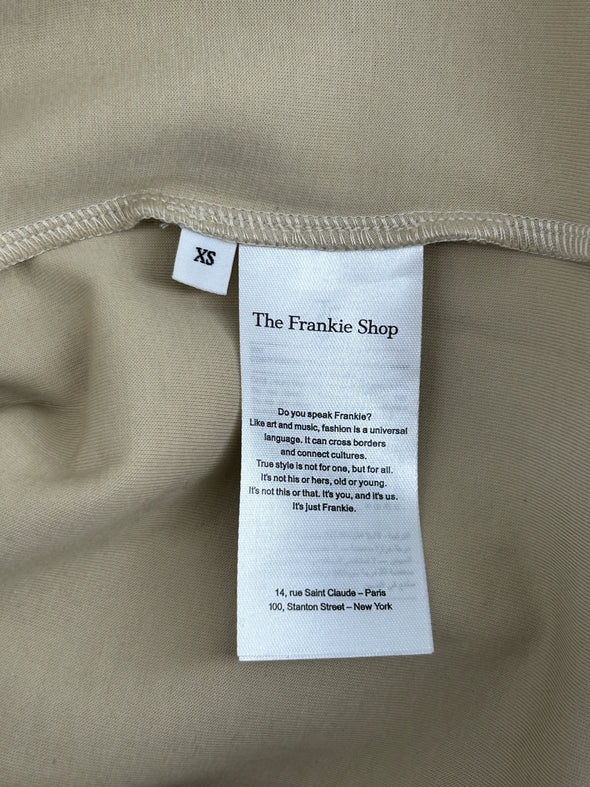 XS
The Frankie Shop
Do you speak Frankie?
Like art and music, fashion is a universal
language. It can cross borders
and connect cultures.
True style is not for one, but for all.
It's not his or hers, old or young.
It's not this or that. It's you, and it's us.
It's just Frankie.
14, rue Saint Claude – Paris
100, Stanton Street – New York